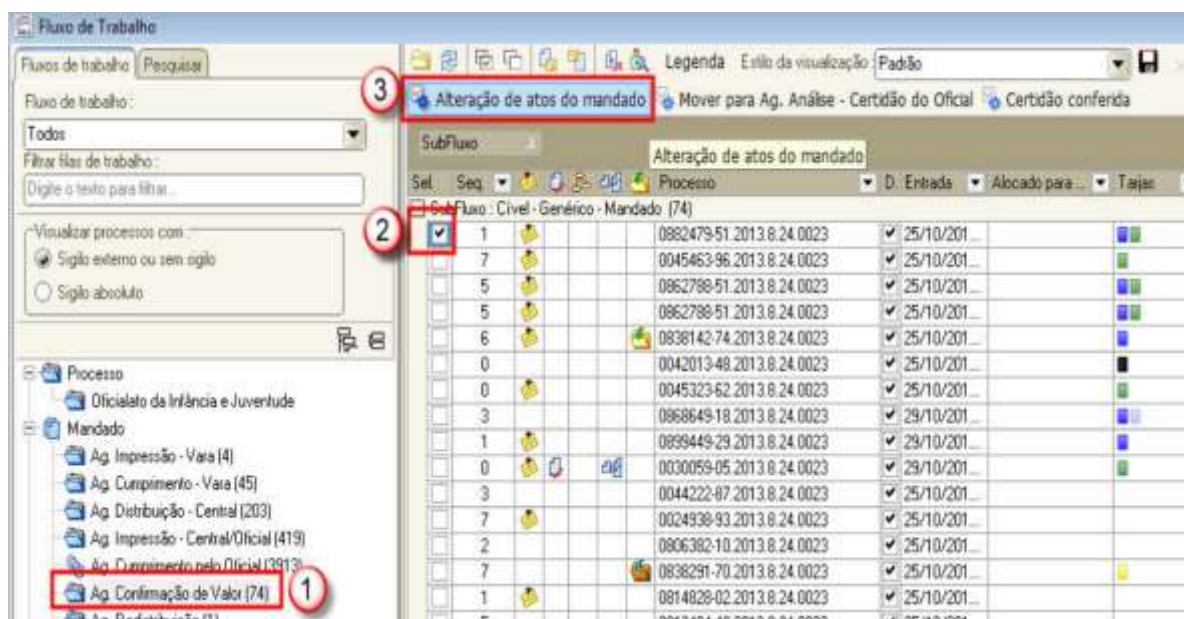 Fluxo de Trabalho
Fluxos de trabalho Pesquisar
Fluxo de trabalho :
Todos
Filtrar filas de trabalho :
Digite o texto para filtrar...
Visualizar processos com :
Sigilo externo ou sem sigilo
Sigilo absoluto
Processo
Oficialato da Infância e Juventude
Mandado
Ag. Impressão - Vara (4)
Ag. Cumprimento - Vara (45)
Ag. Distribuição - Central (203)
Ag. Impressão - Central/Oficial (419)
Ag. Cumprimento pelo Oficial (3913)
Ag. Confirmação de Valor (74)
1
Legenda Estilo da visualização : Padrão
3
Alteração de atos do mandado Mover para Ag. Análise - Certidão do Oficial Certidão conferida
SubFluxo
Alteração de atos do mandado
Sel. Seq. Processo D. Entrada Alocado para ... Tarjas
SubFluxo : Cível - Genérico - Mandado (74)
2
1 0882479-51.2013.8.24.0023 25/10/201...
7 0045463-96.2013.8.24.0023 25/10/201...
5 0862788-51.2013.8.24.0023 25/10/201...
5 0862788-51.2013.8.24.0023 25/10/201...
6 0838142-74.2013.8.24.0023 25/10/201...
0 0042013-48.2013.8.24.0023 25/10/201...
0 0045323-62.2013.8.24.0023 25/10/201...
3 0868649-18.2013.8.24.0023 29/10/201...
1 0899449-29.2013.8.24.0023 29/10/201...
0 0030059-05.2013.8.24.0023 29/10/201...
3 0044222-87.2013.8.24.0023 25/10/201...
7 0024938-93.2013.8.24.0023 25/10/201...
2 0806382-10.2013.8.24.0023 25/10/201...
7 0838291-70.2013.8.24.0023 25/10/201...
1 0814828-02.2013.8.24.0023 25/10/201...